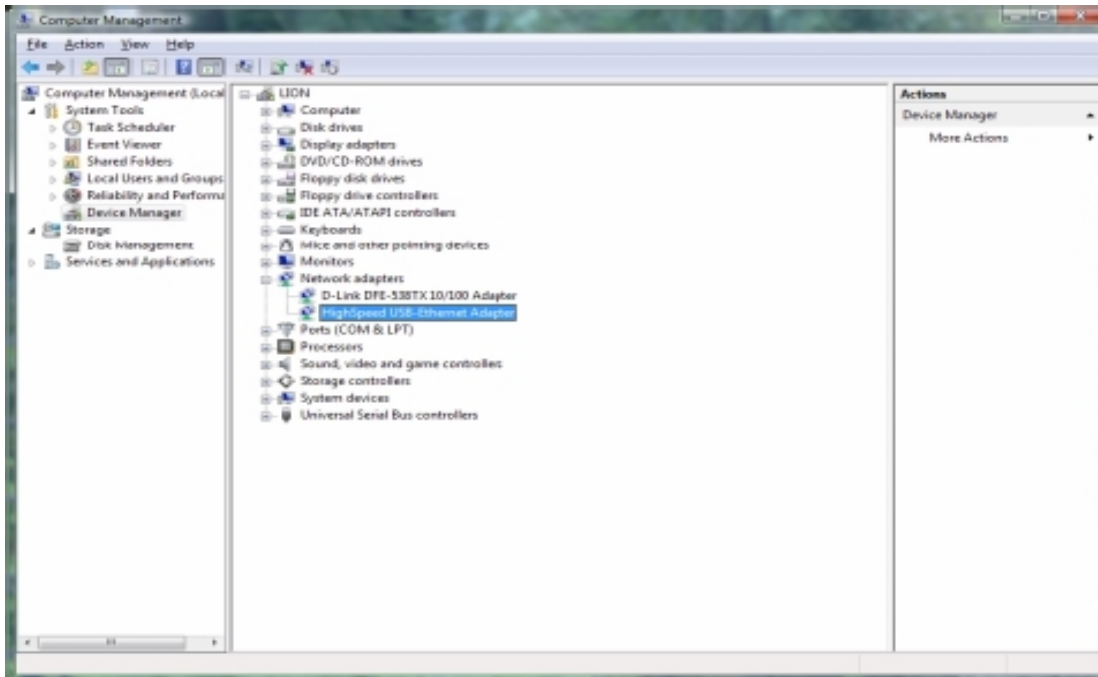 Computer Management
File Action View Help
Computer Management (Local
System Tools
Task Scheduler
Event Viewer
Shared Folders
Local Users and Groups
Reliability and Performa
Device Manager
Storage
Disk Management
Services and Applications
LION
Computer
Disk drives
Display adapters
DVD/CD-ROM drives
Floppy disk drives
Floppy drive controllers
IDE ATA/ATAPI controllers
Keyboards
Mice and other pointing devices
Monitors
Network adapters
D-Link DFE-538TX 10/100 Adapter
HighSpeed USB-Ethernet Adapter
Ports (COM & LPT)
Processors
Sound, video and game controllers
Storage controllers
System devices
Universal Serial Bus controllers
Actions
Device Manager
More Actions